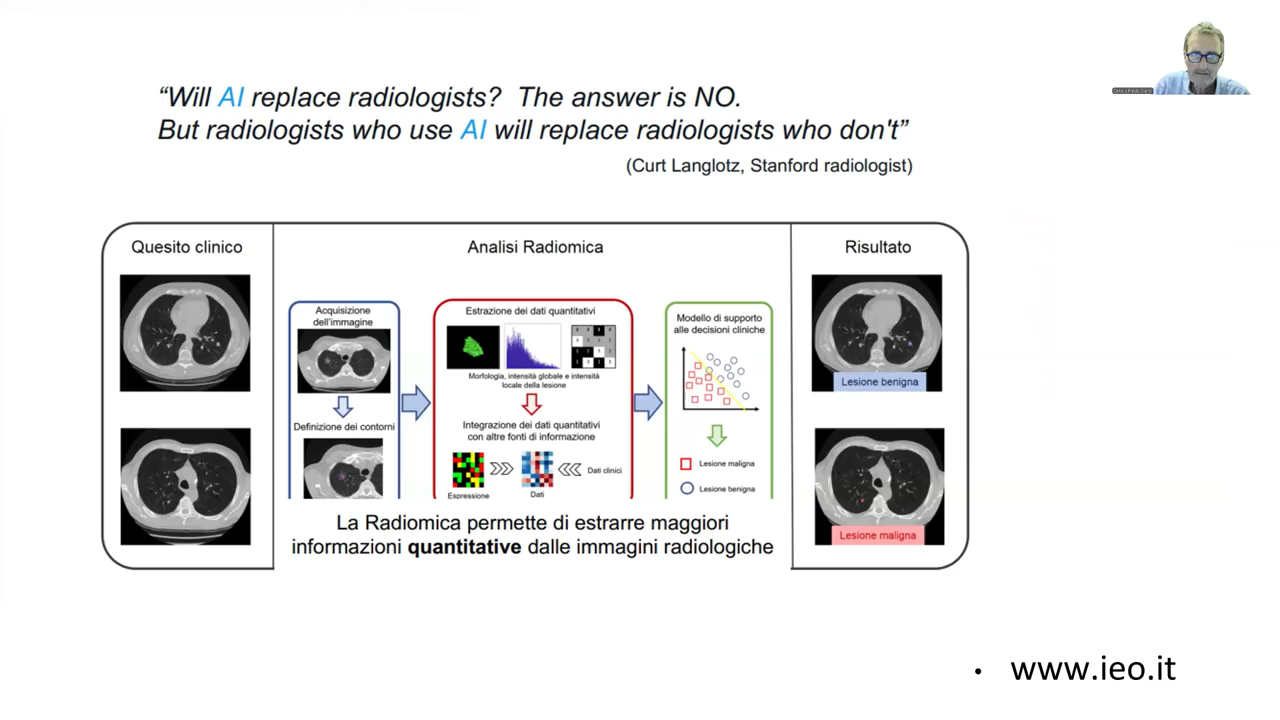 “Will AI replace radiologists? The answer is NO.
But radiologists who use AI will replace radiologists who don't”
(Curt Langlotz, Stanford radiologist)
Quesito clinico
Analisi Radiomica
Acquisizione
dell'immagine
Definizione dei contorni
Estrazione dei dati quantitativi
Morfologia, intensità globale e intensità
locale della lesione
Integrazione dei dati quantitativi
con altre fonti di informazione
Dati clinici
Espressione
Dati
Modello di supporto
alle decisioni cliniche
Lesione maligna
Lesione benigna
La Radiomica permette di estrarre maggiori
informazioni quantitative dalle immagini radiologiche
Risultato
Lesione benigna
Lesione maligna
• www.ieo.it